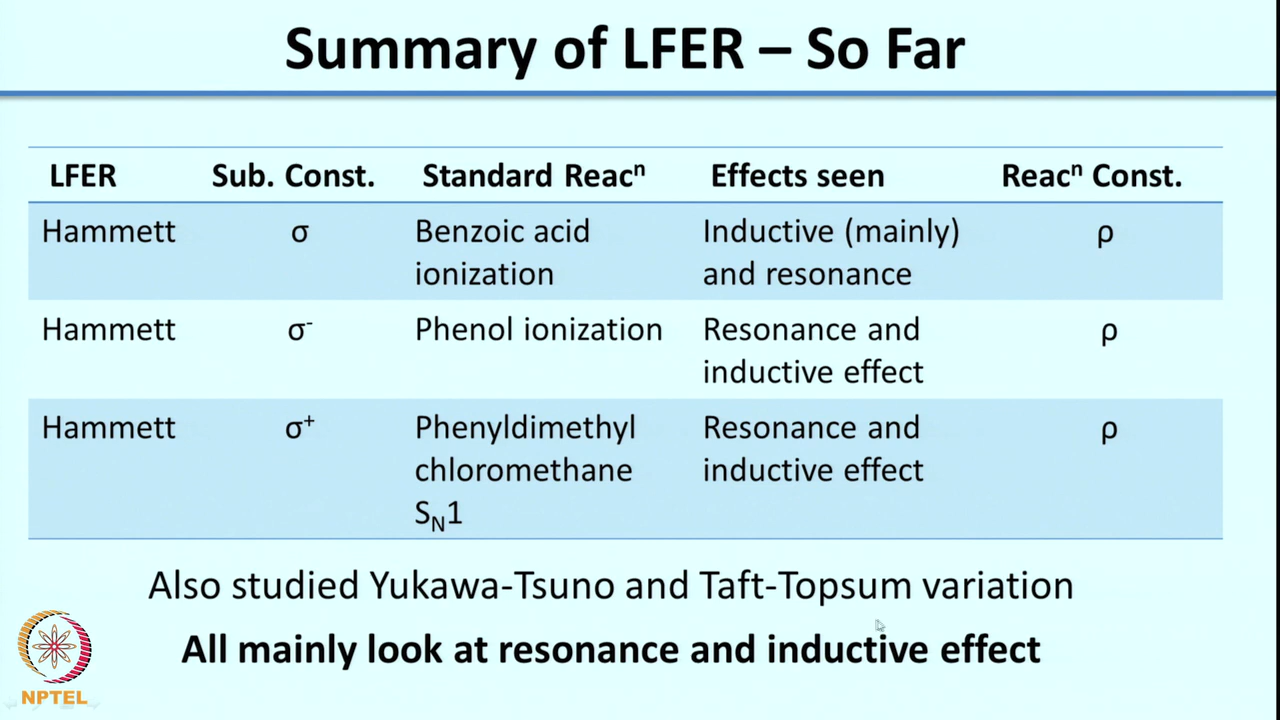 Summary of LFER – So Far
LFER Sub. Const. Standard Reacⁿ Effects seen Reacⁿ Const.
Hammett σ Benzoic acid Inductive (mainly) ρ
ionization and resonance
Hammett σ⁻ Phenol ionization Resonance and ρ
inductive effect
Hammett σ⁺ Phenyldimethyl Resonance and ρ
chloromethane inductive effect
S_N1
Also studied Yukawa-Tsuno and Taft-Topsum variation
All mainly look at resonance and inductive effect
NPTEL